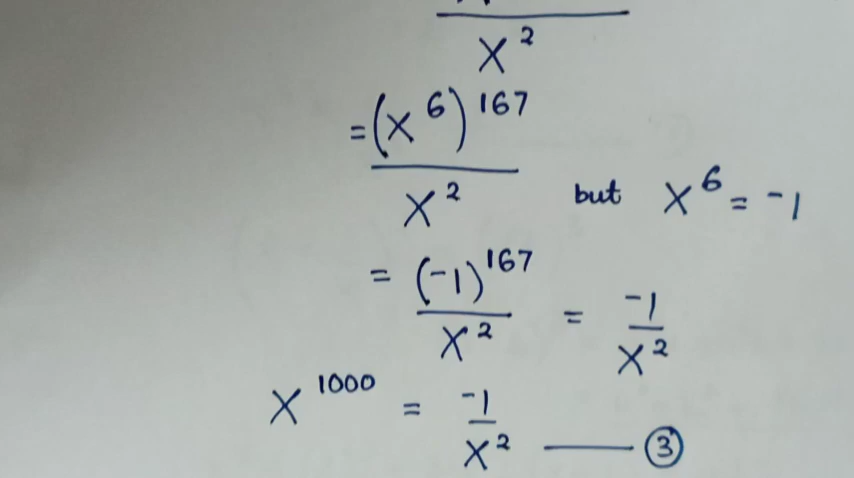 x²
= (x⁶)¹⁶⁷ / x² but x⁶ = -1
= (-1)¹⁶⁷ / x² = -1 / x²
x¹⁰⁰⁰ = -1 / x² —— ③